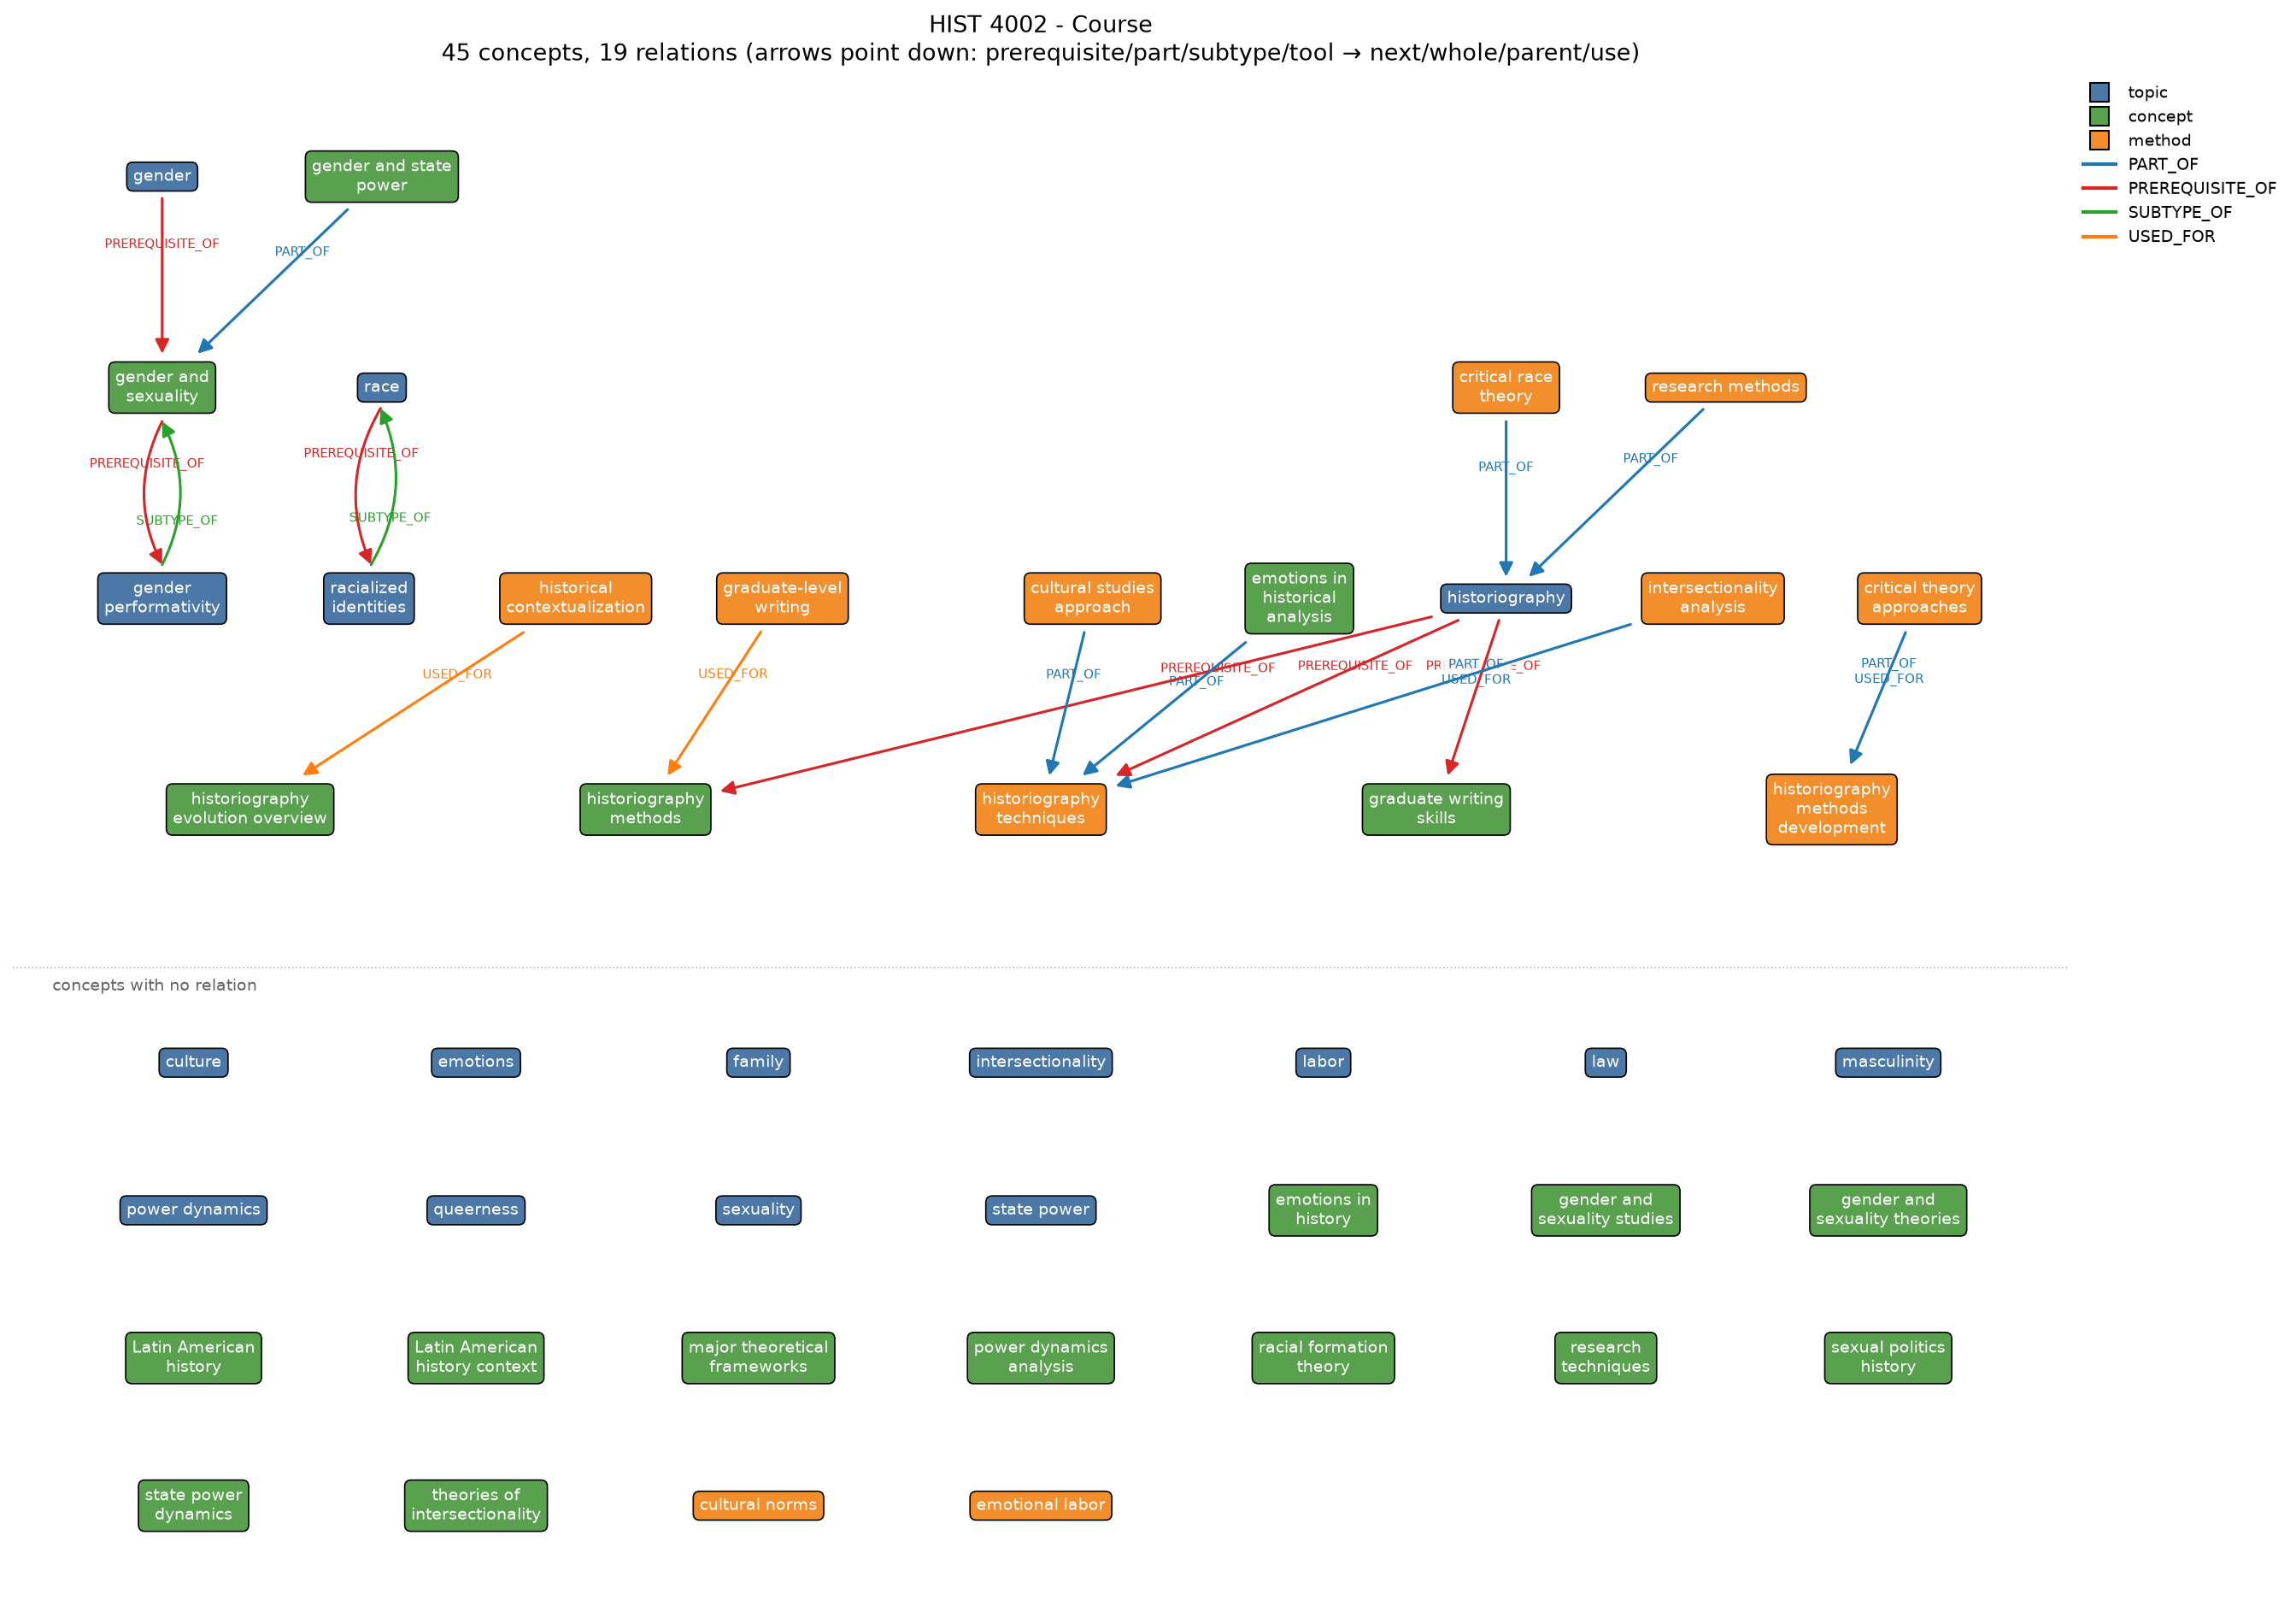 HIST 4002 - Course
45 concepts, 19 relations (arrows point down: prerequisite/part/subtype/tool → next/whole/parent/use)
topic
concept
method
PART_OF
PREREQUISITE_OF
SUBTYPE_OF
USED_FOR
gender
gender and state
power
PREREQUISITE_OF
PART_OF
gender and
sexuality
race
critical race
theory
research methods
PREREQUISITE_OF
SUBTYPE_OF
PREREQUISITE_OF
SUBTYPE_OF
PART_OF
PART_OF
gender
performativity
racialized
identities
historical
contextualization
graduate-level
writing
cultural studies
approach
emotions in
historical
analysis
historiography
intersectionality
analysis
critical theory
approaches
USED_FOR
USED_FOR
PART_OF
PREREQUISITE_OF
PART_OF
PREREQUISITE_OF
PART_OF
USED_FOR
PART_OF
USED_FOR
historiography
evolution overview
historiography
methods
historiography
techniques
graduate writing
skills
historiography
methods
development
concepts with no relation
culture
emotions
family
intersectionality
labor
law
masculinity
power dynamics
queerness
sexuality
state power
emotions in
history
gender and
sexuality studies
gender and
sexuality theories
Latin American
history
Latin American
history context
major theoretical
frameworks
power dynamics
analysis
racial formation
theory
research
techniques
sexual politics
history
state power
dynamics
theories of
intersectionality
cultural norms
emotional labor